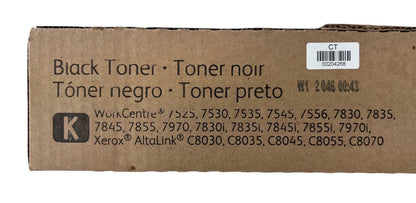 CT
00204268
Black Toner · Toner noir
Tóner negro · Toner preto
W1 2046 00:43
K
WorkCentre® 7525, 7530, 7535, 7545, 7556, 7830, 7835,
7845, 7855, 7970, 7830i, 7835i, 7845i, 7855i, 7970i,
Xerox® AltaLink® C8030, C8035, C8045, C8055, C8070